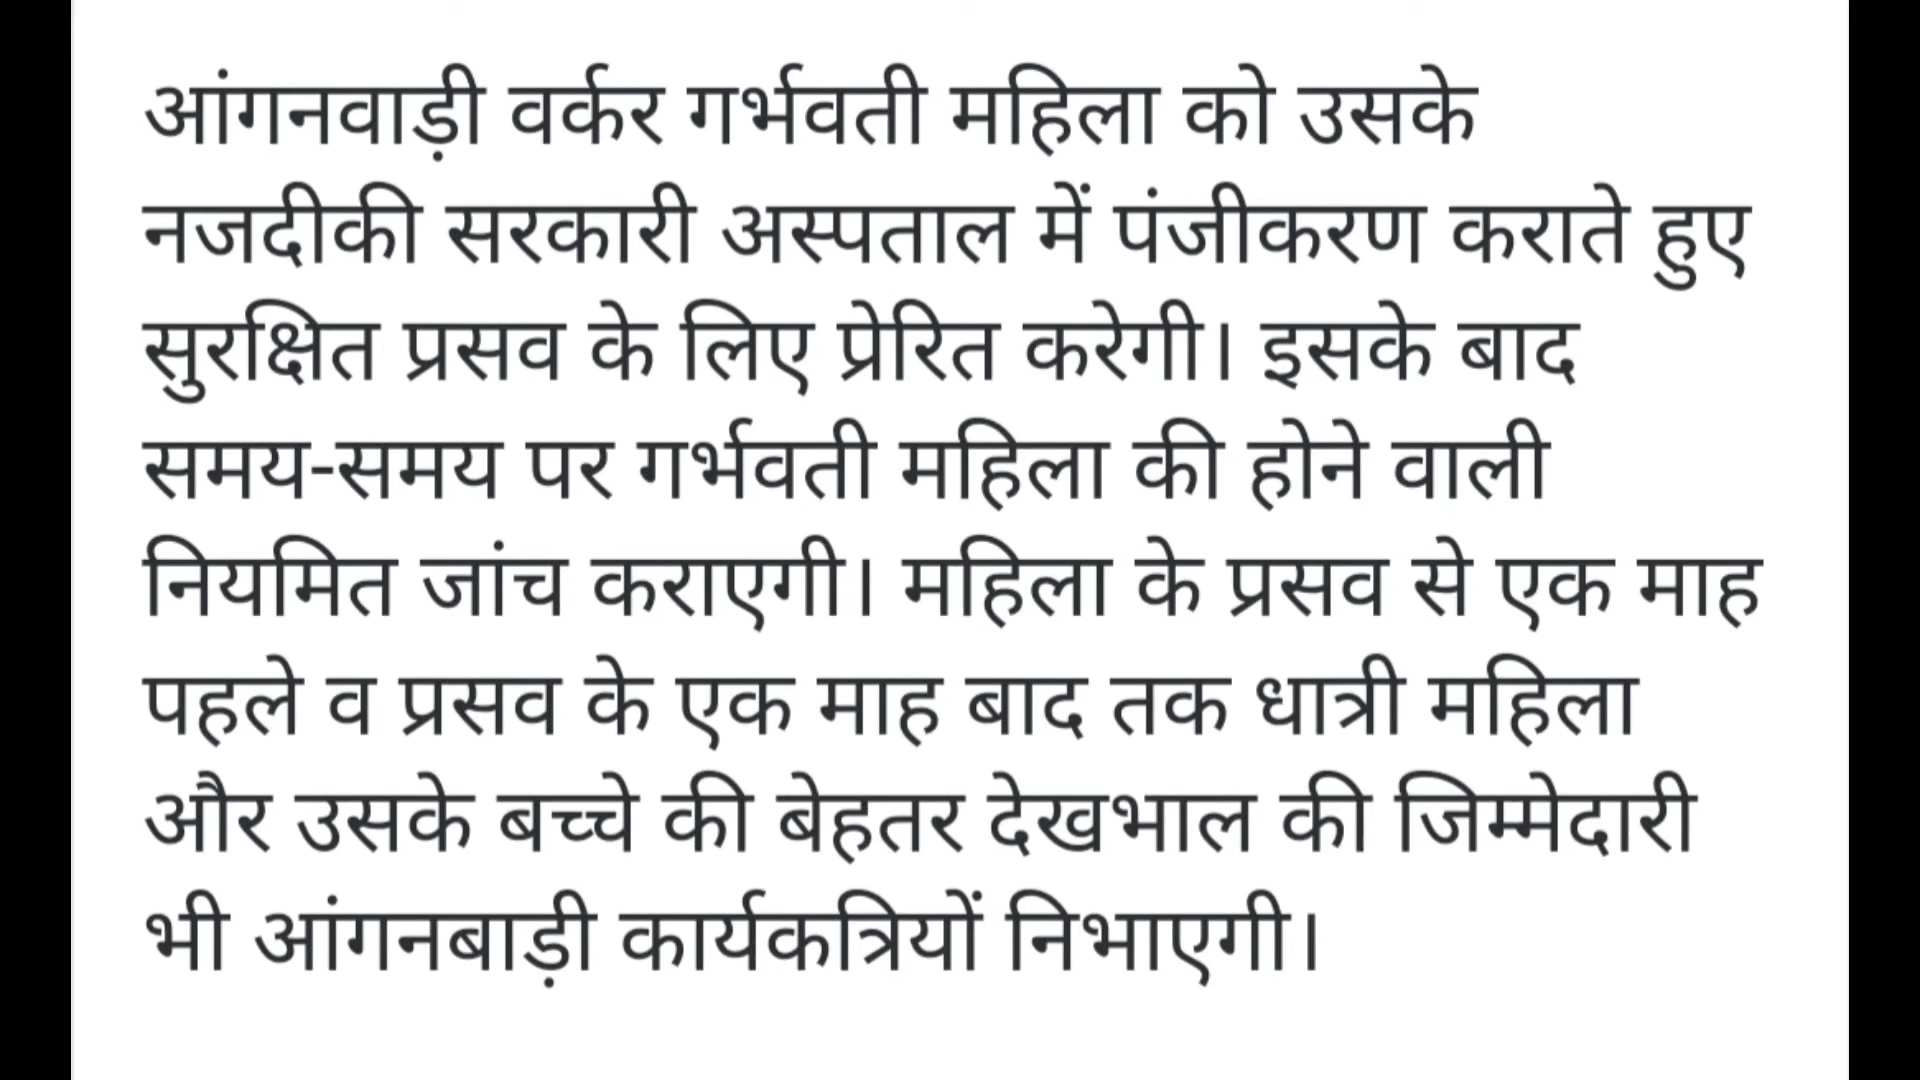 आंगनवाड़ी वर्कर गर्भवती महिला को उसके
नजदीकी सरकारी अस्पताल में पंजीकरण कराते हुए
सुरक्षित प्रसव के लिए प्रेरित करेगी। इसके बाद
समय-समय पर गर्भवती महिला की होने वाली
नियमित जांच कराएगी। महिला के प्रसव से एक माह
पहले व प्रसव के एक माह बाद तक धात्री महिला
और उसके बच्चे की बेहतर देखभाल की जिम्मेदारी
भी आंगनबाड़ी कार्यकत्रियों निभाएगी।